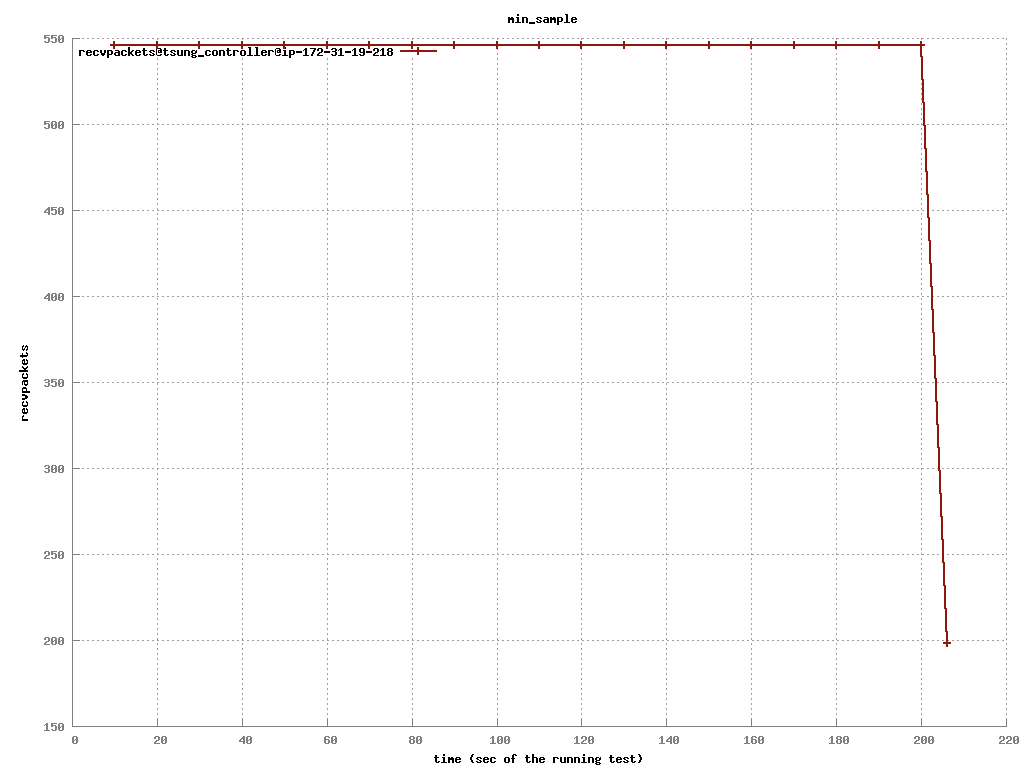 min_sample
550
recvpackets@tsung_controller@ip-172-31-19-218
500
450
400
350
recvpackets
300
250
200
150
0 20 40 60 80 100 120 140 160 180 200 220
time (sec of the running test)